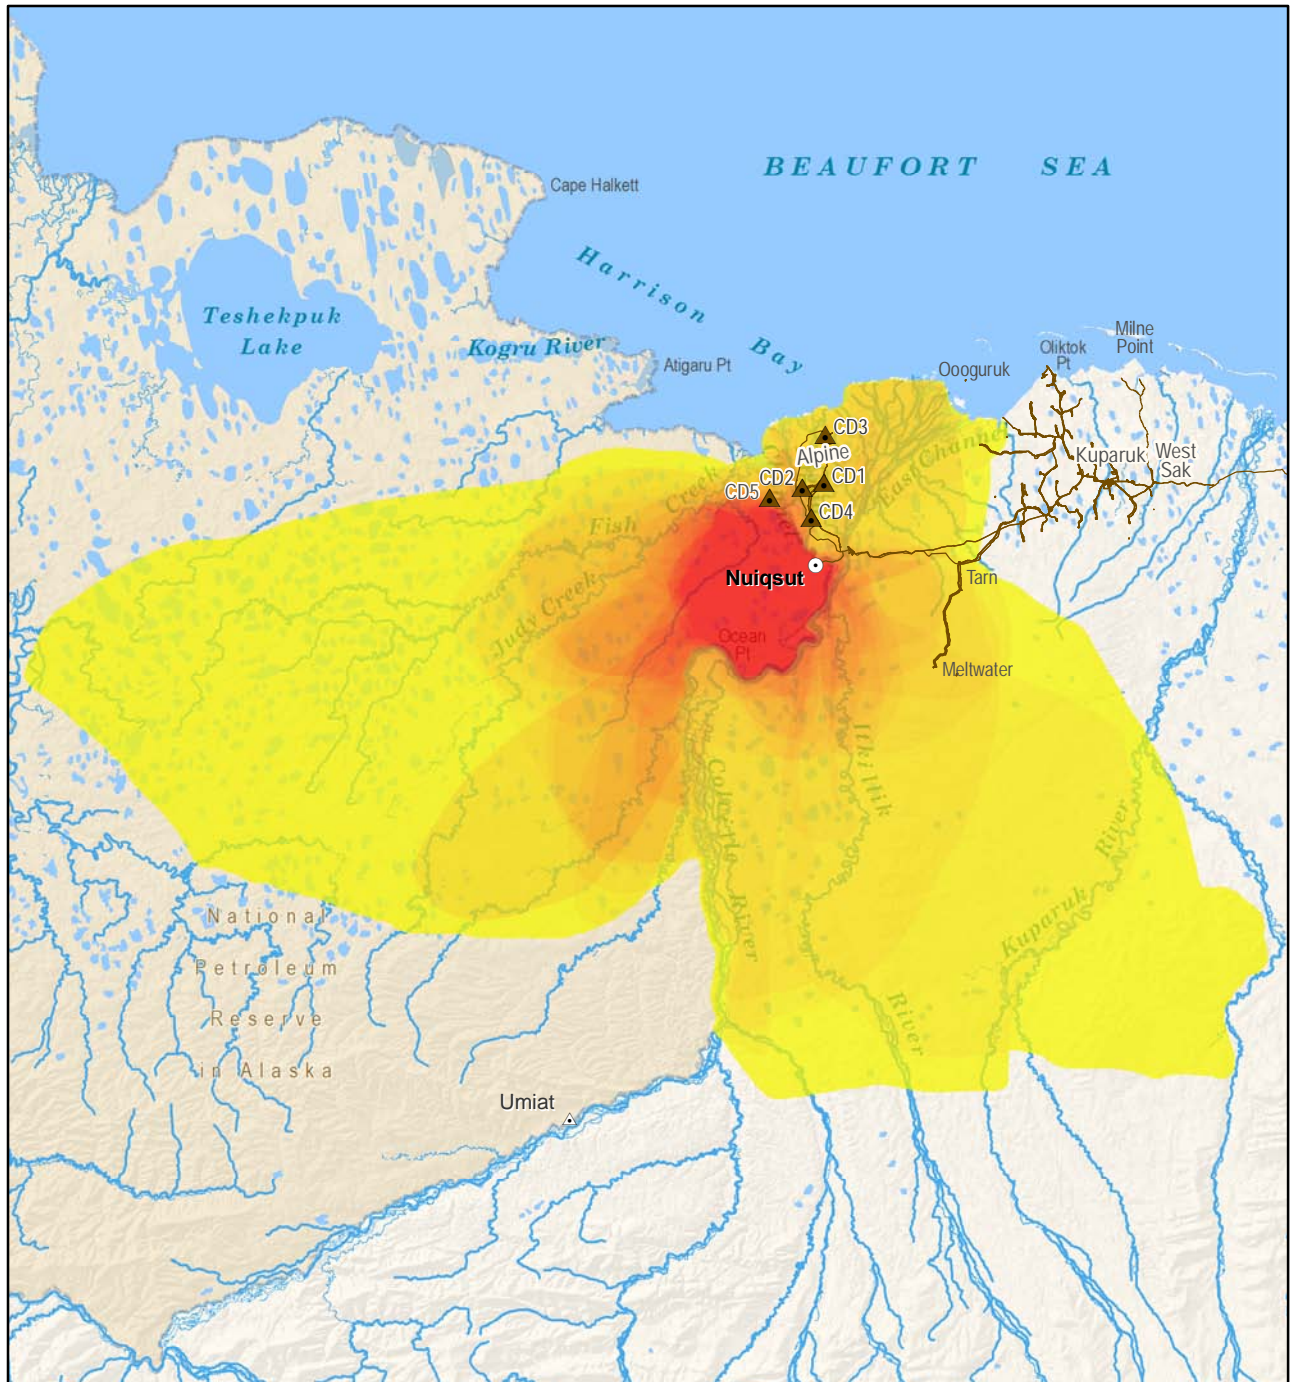 BEAUFORT SEA
Cape Halkett
Harrison Bay
Teshekpuk
Lake
Kogru River
Atigaru Pt
Milne
Point
Oliktok
Pt
Oooguruk
CD3
Alpine
East Channel
Kuparuk
West
Sak
CD2
CD1
CD5
CD4
Fish Creek
Nuiqsut
Judy Creek
Tarn
Ocean
Pt
Meltwater
Itkillik
River
Colville
River
Kuparuk
River
National
Petroleum
Reserve
in Alaska
Umiat